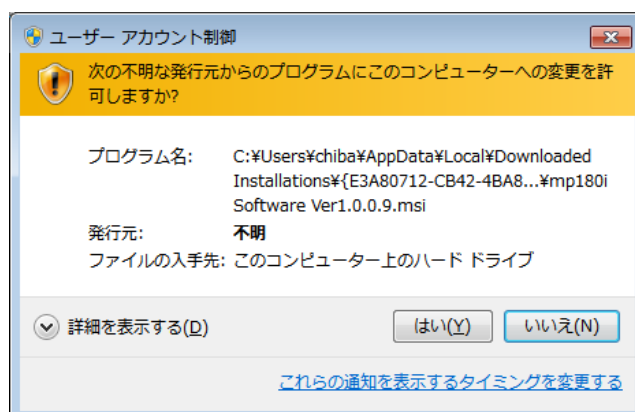 ユーザー アカウント制御
次の不明な発行元からのプログラムにこのコンピューターへの変更を許
可しますか?
プログラム名: C:¥Users¥chiba¥AppData¥Local¥Downloaded
Installations¥{E3A80712-CB42-4BA8...¥mp180i
Software Ver1.0.0.9.msi
発行元: 不明
ファイルの入手先: このコンピューター上のハード ドライブ
詳細を表示する(D) はい(Y) いいえ(N)
これらの通知を表示するタイミングを変更する